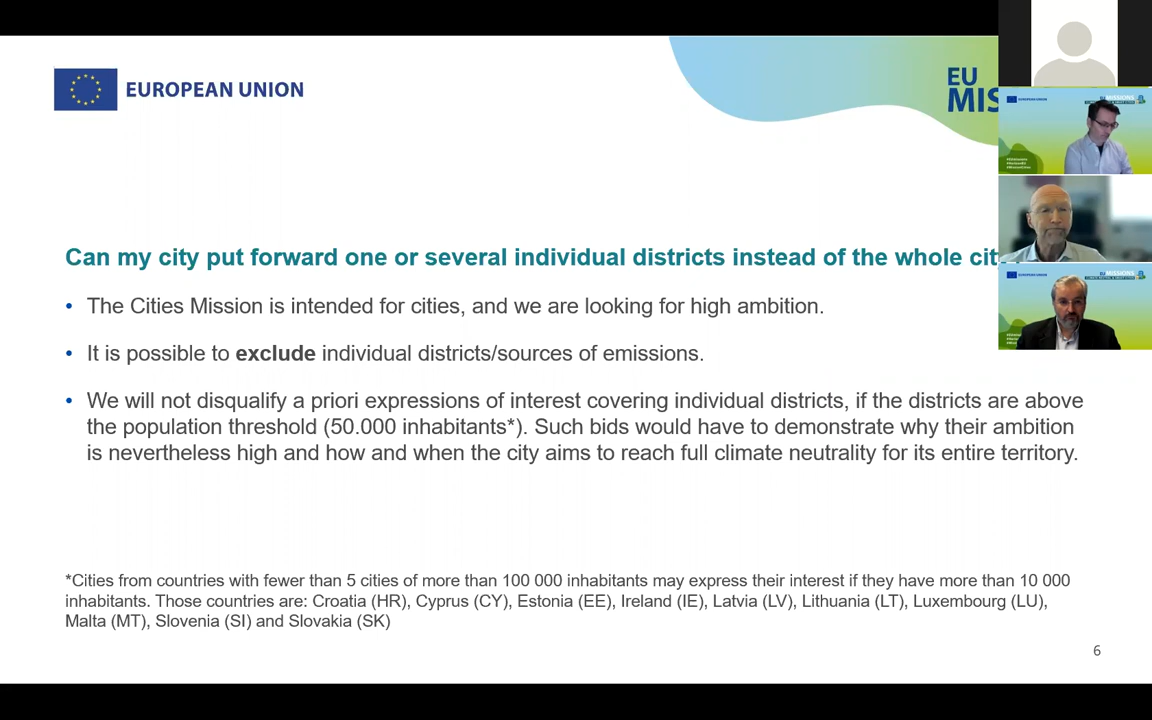 EUROPEAN UNION
EU
Can my city put forward one or several individual districts instead of the whole
• The Cities Mission is intended for cities, and we are looking for high ambition.
• It is possible to exclude individual districts/sources of emissions.
• We will not disqualify a priori expressions of interest covering individual districts, if the districts are above
the population threshold (50.000 inhabitants*). Such bids would have to demonstrate why their ambition
is nevertheless high and how and when the city aims to reach full climate neutrality for its entire territory.
*Cities from countries with fewer than 5 cities of more than 100 000 inhabitants may express their interest if they have more than 10 000
inhabitants. Those countries are: Croatia (HR), Cyprus (CY), Estonia (EE), Ireland (IE), Latvia (LV), Lithuania (LT), Luxembourg (LU),
Malta (MT), Slovenia (SI) and Slovakia (SK)
6